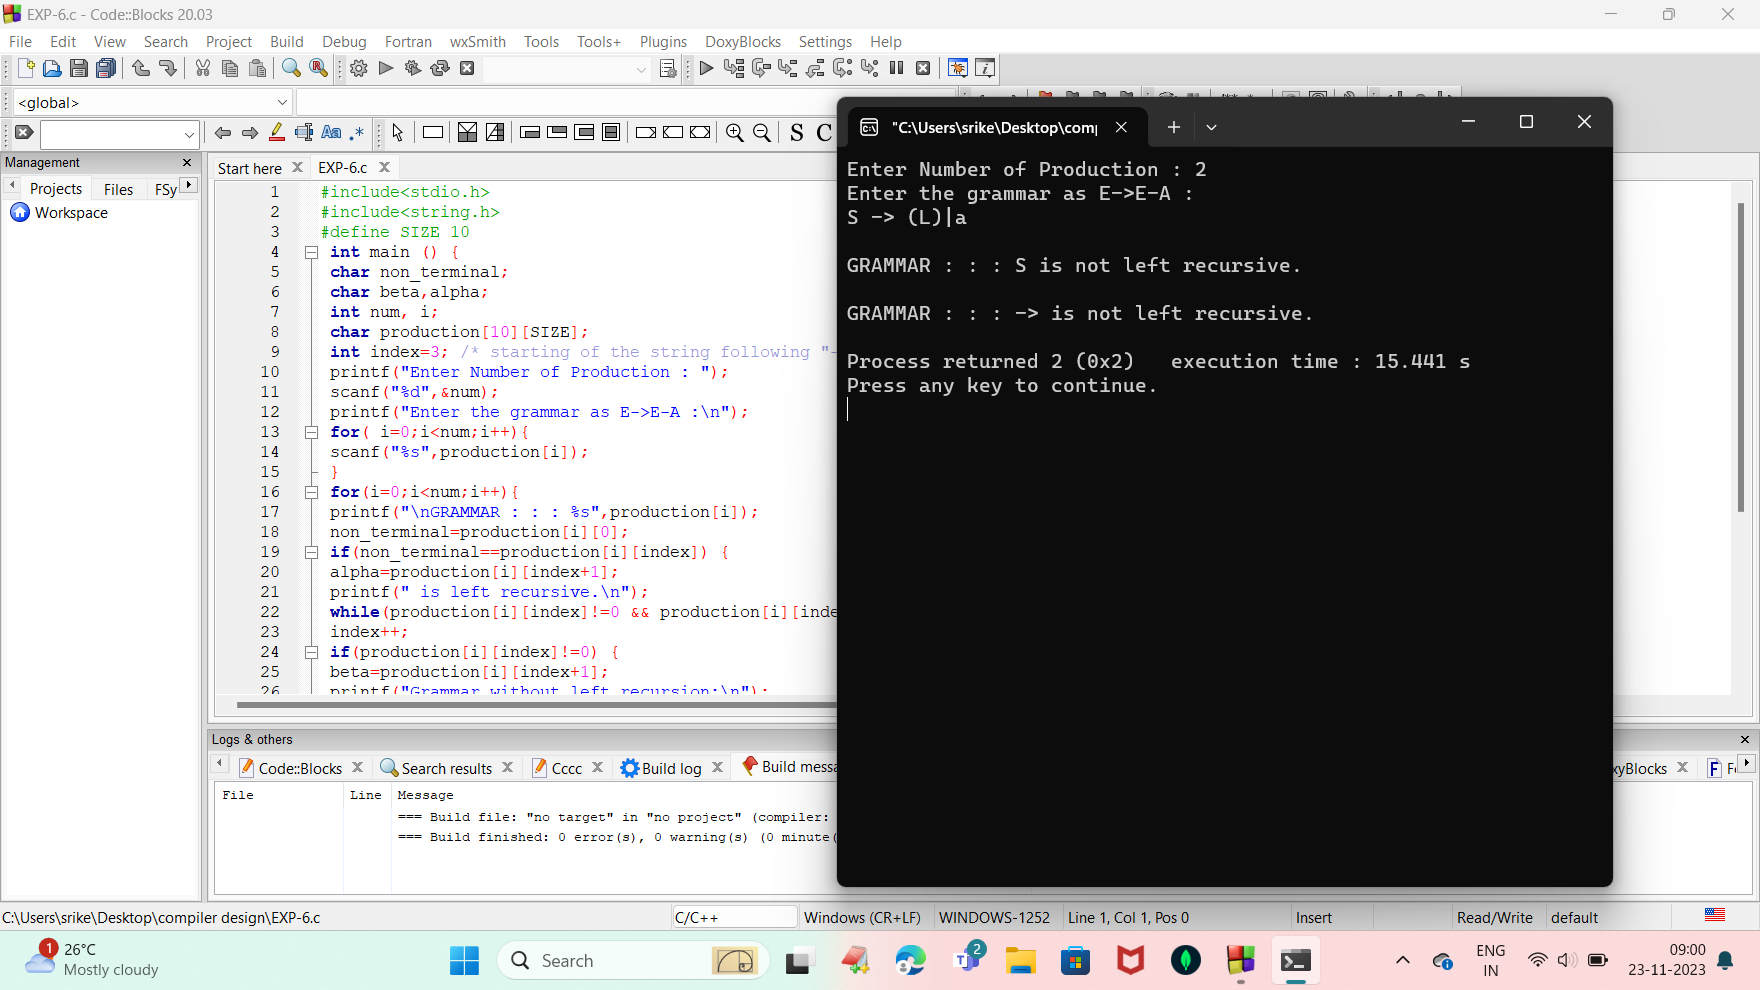 EXP-6.c - Code::Blocks 20.03
File Edit View Search Project Build Debug Fortran wxSmith Tools Tools+ Plugins DoxyBlocks Settings Help
<global>
Aa .* S C
Management
Projects Files FSy
Workspace
Start here EXP-6.c
1 #include<stdio.h>
2 #include<string.h>
3 #define SIZE 10
4 int main () {
5 char non_terminal;
6 char beta,alpha;
7 int num, i;
8 char production[10][SIZE];
9 int index=3; /* starting of the string following "-
10 printf("Enter Number of Production : ");
11 scanf("%d",&num);
12 printf("Enter the grammar as E->E-A :\n");
13 for( i=0;i<num;i++){
14 scanf("%s",production[i]);
15 }
16 for(i=0;i<num;i++){
17 printf("\nGRAMMAR : : : %s",production[i]);
18 non_terminal=production[i][0];
19 if(non_terminal==production[i][index]) {
20 alpha=production[i][index+1];
21 printf(" is left recursive.\n");
22 while(production[i][index]!=0 && production[i][inde
23 index++;
24 if(production[i][index]!=0) {
25 beta=production[i][index+1];
26 printf("Grammar without left recursion:\n");
"C:\Users\srike\Desktop\comp
Enter Number of Production : 2
Enter the grammar as E->E-A :
S -> (L)|a
GRAMMAR : : : S is not left recursive.
GRAMMAR : : : -> is not left recursive.
Process returned 2 (0x2) execution time : 15.441 s
Press any key to continue.
Logs & others
Code::Blocks Search results Cccc Build log Build messa xyBlocks F
File Line Message
=== Build file: "no target" in "no project" (compiler:
=== Build finished: 0 error(s), 0 warning(s) (0 minute(
C:\Users\srike\Desktop\compiler design\EXP-6.c C/C++ Windows (CR+LF) WINDOWS-1252 Line 1, Col 1, Pos 0 Insert Read/Write default
1 26°C
Mostly cloudy
Search
2
ENG
IN
09:00
23-11-2023